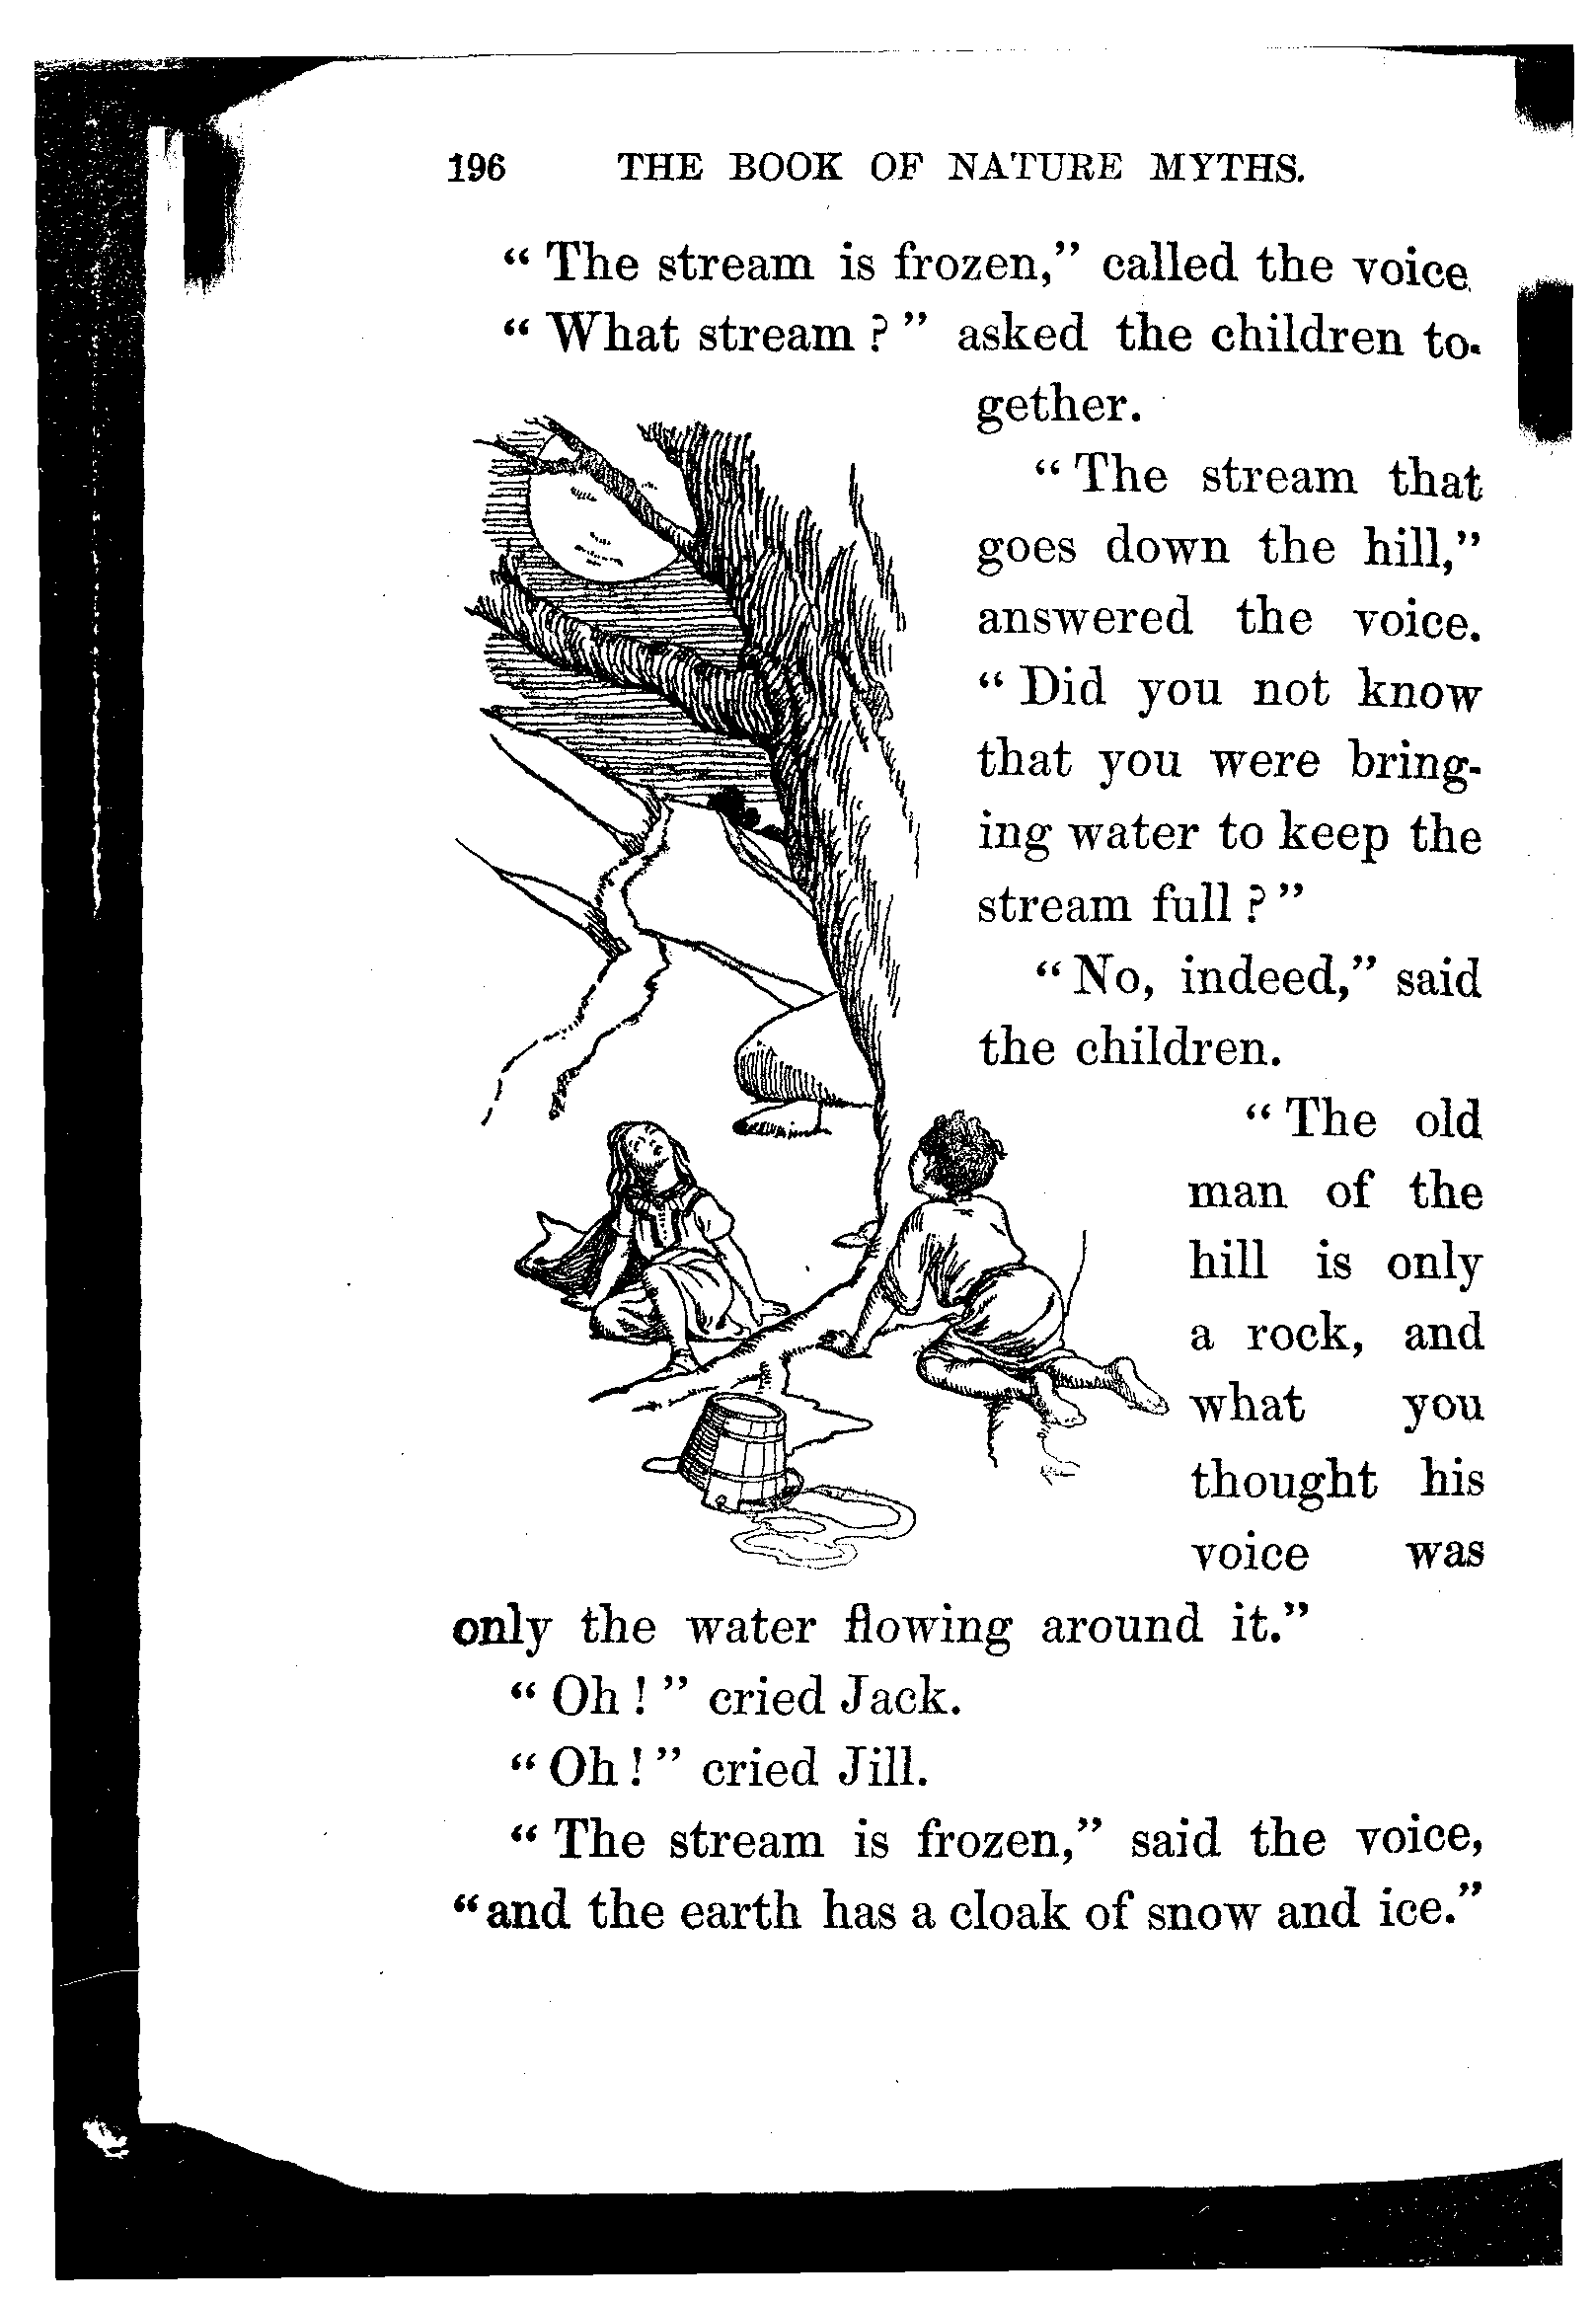 196 THE BOOK OF NATURE MYTHS.
“ The stream is frozen,” called the voice
“ What stream ? ” asked the children to-
gether.
“ The stream that
goes down the hill,”
answered the voice.
“ Did you not know
that you were bring-
ing water to keep the
stream full ? ”
“ No, indeed,” said
the children.
“ The old
man of the
hill is only
a rock, and
what you
thought his
voice was
only the water flowing around it.”
“ Oh ! ” cried Jack.
“ Oh ! ” cried Jill.
“ The stream is frozen,” said the voice,
“and the earth has a cloak of snow and ice.”